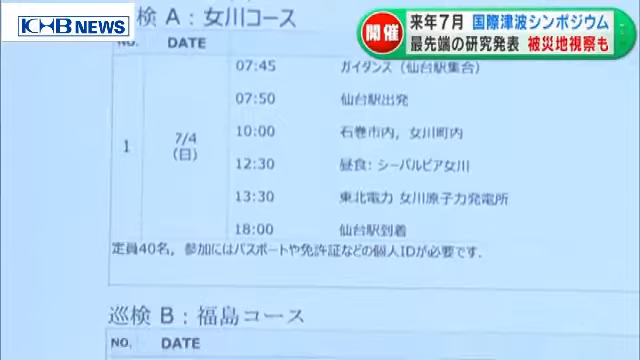 KHB NEWS
開催
来年7月 国際津波シンポジウム
最先端の研究発表 被災地視察も
検 A：女川コース
NO. DATE
07:45 ガイダンス（仙台駅集合）
07:50 仙台駅出発
1 7/4 10:00 石巻市内，女川町内
（日） 12:30 昼食: シーパルピア女川
13:30 東北電力 女川原子力発電所
18:00 仙台駅到着
定員40名，参加にはパスポートや免許証などの個人IDが必要です.
巡検 B：福島コース
NO. DATE